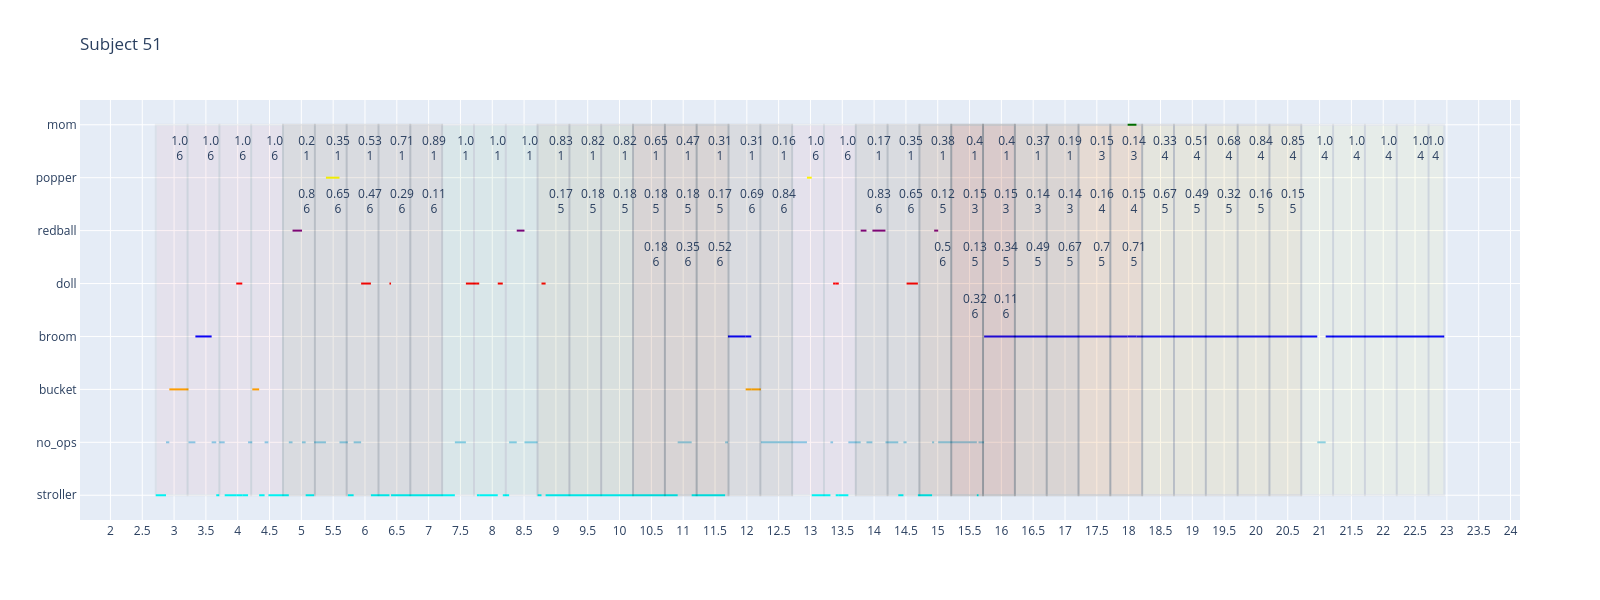 Subject 51
mom
1.0 1.0 1.0 1.0 0.2 0.35 0.53 0.71 0.89 1.0 1.0 1.0 0.83 0.82 0.82 0.65 0.47 0.31 0.31 0.16 1.0 1.0 0.17 0.35 0.38 0.4 0.4 0.37 0.19 0.15 0.14 0.33 0.51 0.68 0.84 0.85 1.0 1.0 1.0 1.0 1.0
6 6 6 6 1 1 1 1 1 1 1 1 1 1 1 1 1 1 1 1 6 6 1 1 1 1 1 1 1 3 3 4 4 4 4 4 4 4 4 4
popper
0.8 0.65 0.47 0.29 0.11 0.17 0.18 0.18 0.18 0.18 0.17 0.69 0.84 0.83 0.65 0.12 0.15 0.15 0.14 0.14 0.16 0.15 0.67 0.49 0.32 0.16 0.15
6 6 6 6 6 5 5 5 5 5 5 6 6 6 6 5 3 3 3 3 4 4 5 5 5 5 5
redball
0.18 0.35 0.52 0.5 0.13 0.34 0.49 0.67 0.7 0.71
6 6 6 6 5 5 5 5 5 5
doll
0.32 0.11
6 6
broom
bucket
no_ops
stroller
2 2.5 3 3.5 4 4.5 5 5.5 6 6.5 7 7.5 8 8.5 9 9.5 10 10.5 11 11.5 12 12.5 13 13.5 14 14.5 15 15.5 16 16.5 17 17.5 18 18.5 19 19.5 20 20.5 21 21.5 22 22.5 23 23.5 24